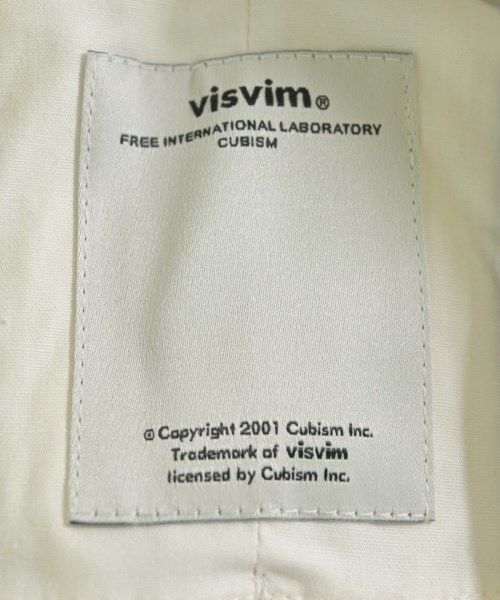 visvim®
FREE INTERNATIONAL LABORATORY
CUBISM
© Copyright 2001 Cubism Inc.
Trademark of visvim
licensed by Cubism Inc.